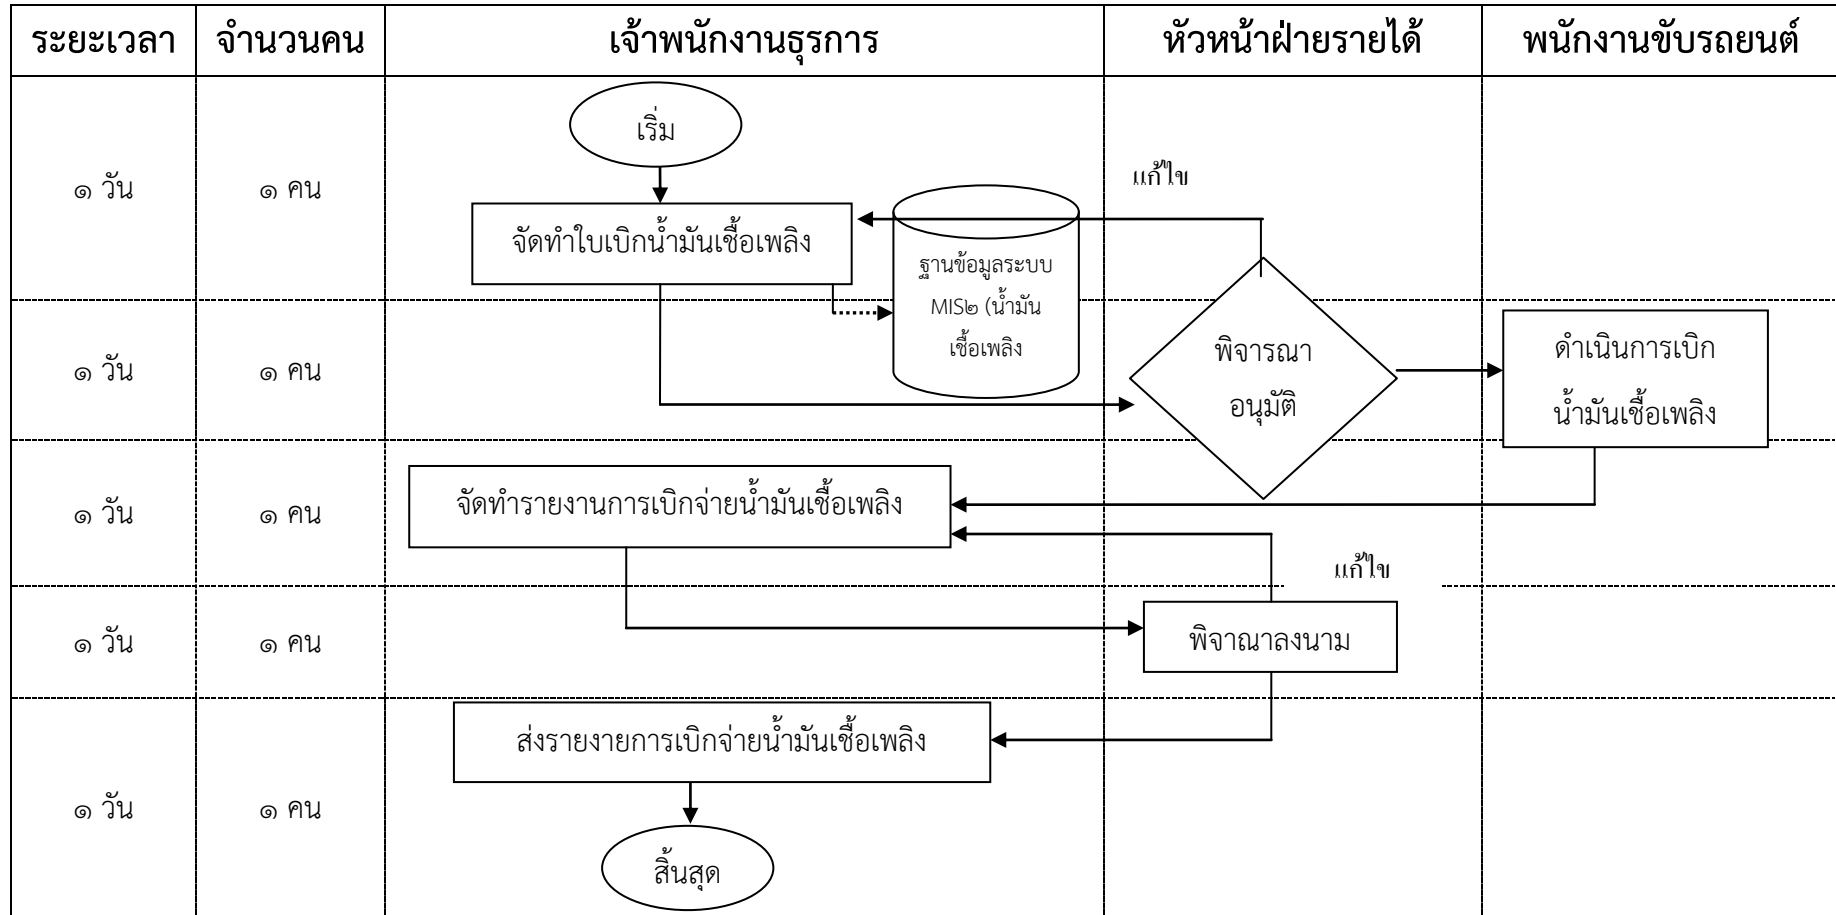 ระยะเวลา จำนวนคน เจ้าพนักงานธุรการ หัวหน้าฝ่ายรายได้ พนักงานขับรถยนต์
เริ่ม
แก้ไข
๑ วัน ๑ คน
จัดทำใบเบิกน้ำมันเชื้อเพลิง
ฐานข้อมูลระบบ
MIS๒ (น้ำมัน
เชื้อเพลิง
พิจารณา
อนุมัติ
ดำเนินการเบิก
น้ำมันเชื้อเพลิง
๑ วัน ๑ คน
จัดทำรายงานการเบิกจ่ายน้ำมันเชื้อเพลิง
๑ วัน ๑ คน
แก้ไข
๑ วัน ๑ คน
พิจาณาลงนาม
ส่งรายงายการเบิกจ่ายน้ำมันเชื้อเพลิง
๑ วัน ๑ คน
สิ้นสุด